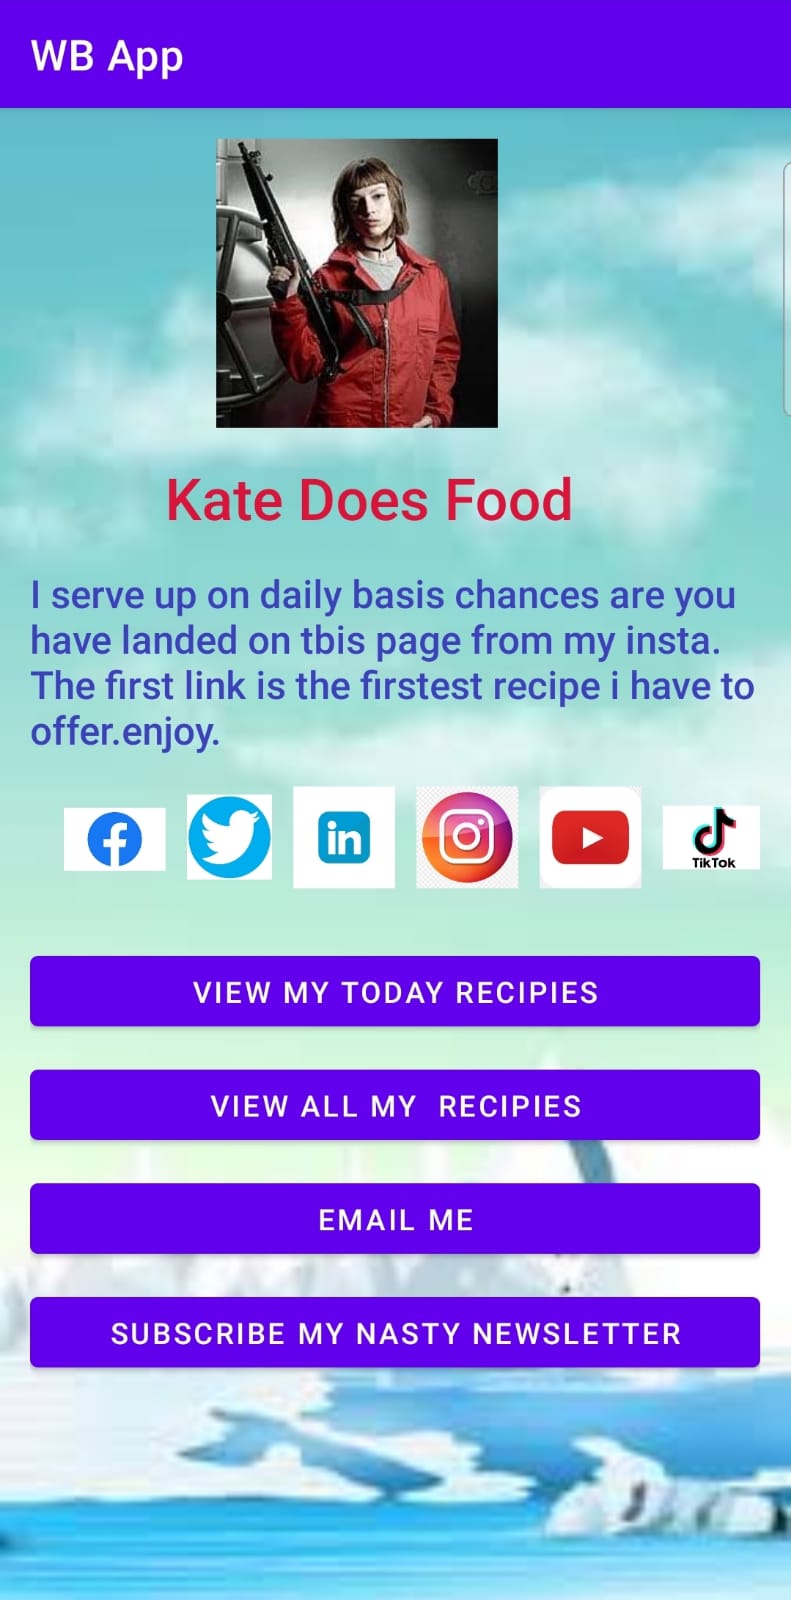 WB App
Kate Does Food
I serve up on daily basis chances are you
have landed on tbis page from my insta.
The first link is the firstest recipe i have to
offer.enjoy.
in
TikTok
VIEW MY TODAY RECIPIES
VIEW ALL MY  RECIPIES
EMAIL ME
SUBSCRIBE MY NASTY NEWSLETTER